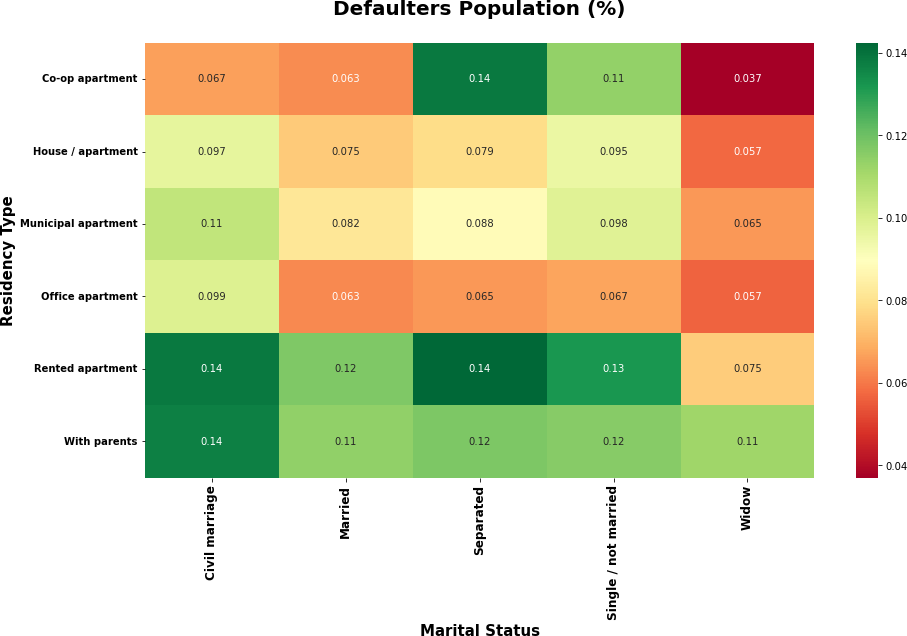 Defaulters Population (%)
Residency Type
Co-op apartment 0.067 0.063 0.14 0.11 0.037
House / apartment 0.097 0.075 0.079 0.095 0.057
Municipal apartment 0.11 0.082 0.088 0.098 0.065
Office apartment 0.099 0.063 0.065 0.067 0.057
Rented apartment 0.14 0.12 0.14 0.13 0.075
With parents 0.14 0.11 0.12 0.12 0.11
Civil marriage
Married
Separated
Single / not married
Widow
Marital Status
0.14
0.12
0.10
0.08
0.06
0.04